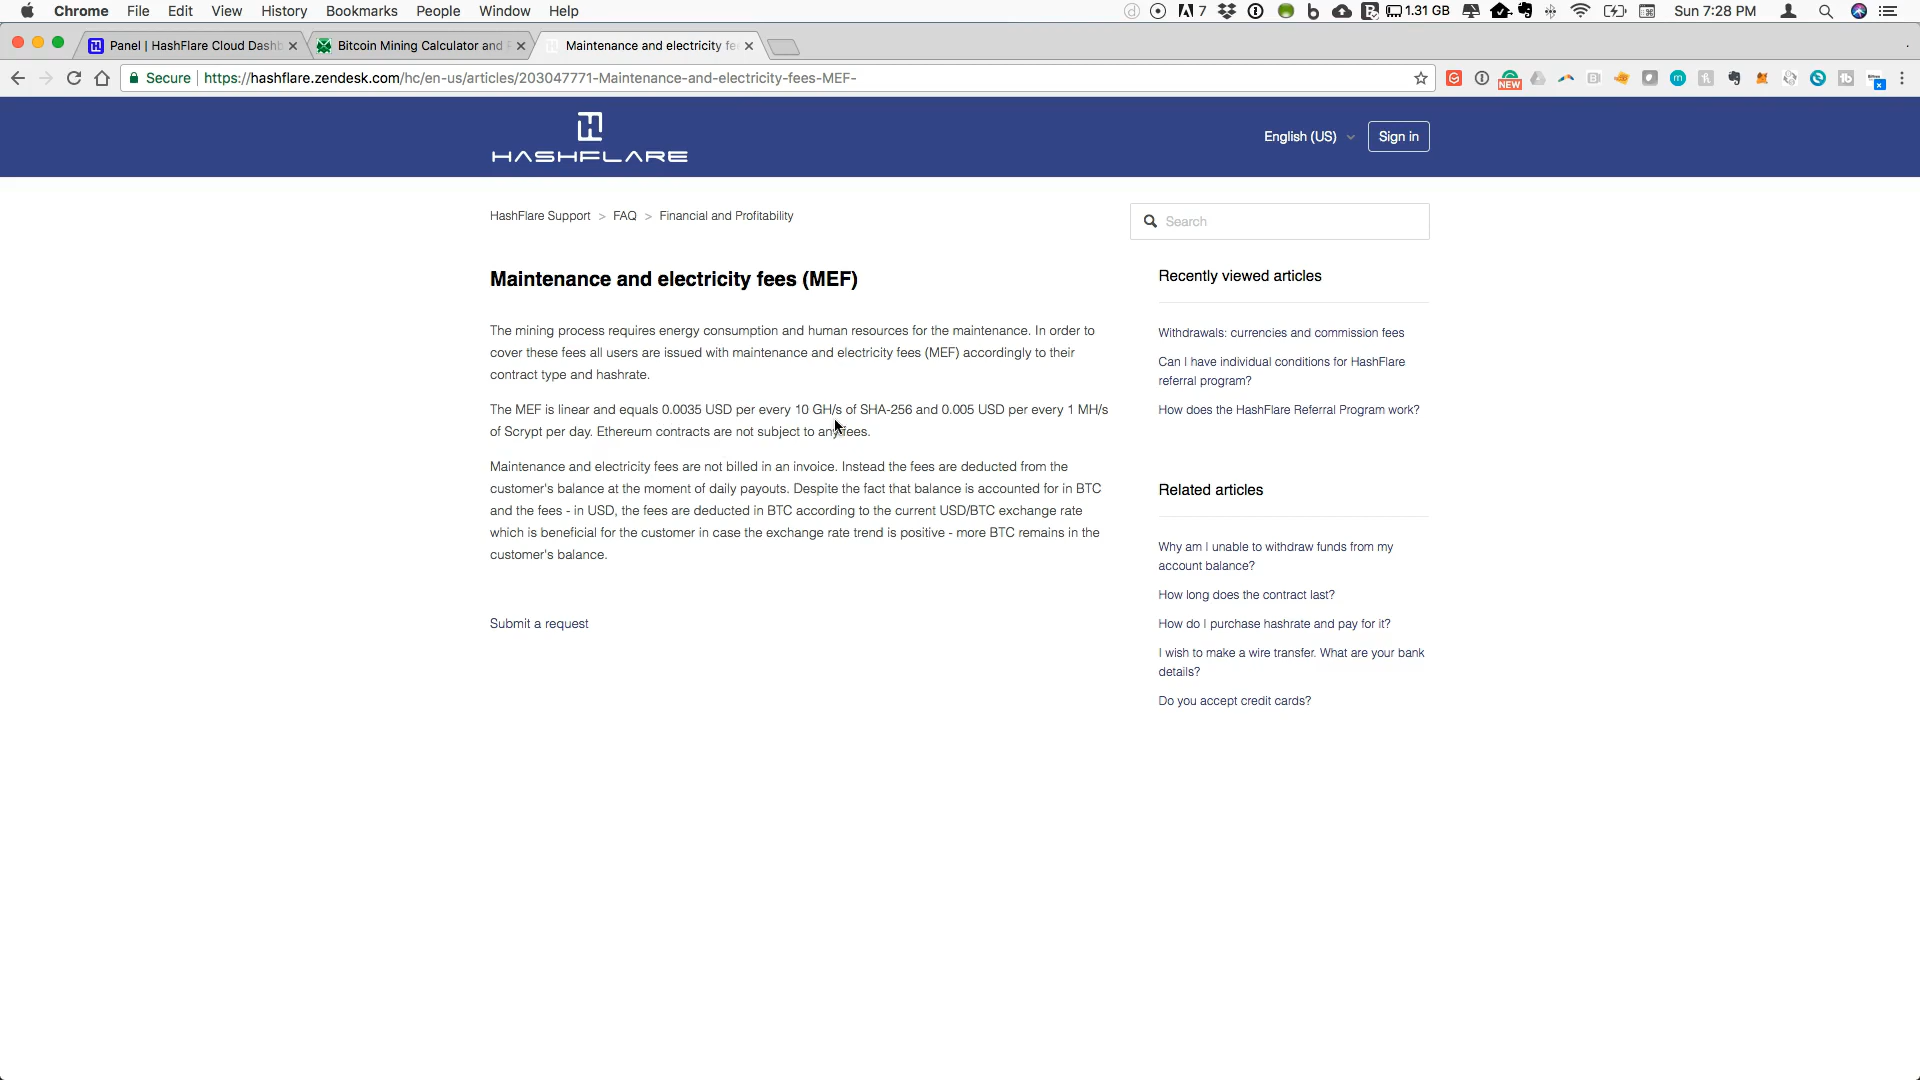 Chrome File Edit View History Bookmarks People Window Help
7 1.31 GB Sun 7:28 PM
Panel | HashFlare Cloud Dashb
Bitcoin Mining Calculator and P
Maintenance and electricity fe
Secure https://hashflare.zendesk.com/hc/en-us/articles/203047771-Maintenance-and-electricity-fees-MEF-
NEW
HASHFLARE
English (US)
Sign in
HashFlare Support > FAQ > Financial and Profitability
Search
Maintenance and electricity fees (MEF)
The mining process requires energy consumption and human resources for the maintenance. In order to
cover these fees all users are issued with maintenance and electricity fees (MEF) accordingly to their
contract type and hashrate.
The MEF is linear and equals 0.0035 USD per every 10 GH/s of SHA-256 and 0.005 USD per every 1 MH/s
of Scrypt per day. Ethereum contracts are not subject to any fees.
Maintenance and electricity fees are not billed in an invoice. Instead the fees are deducted from the
customer's balance at the moment of daily payouts. Despite the fact that balance is accounted for in BTC
and the fees - in USD, the fees are deducted in BTC according to the current USD/BTC exchange rate
which is beneficial for the customer in case the exchange rate trend is positive - more BTC remains in the
customer's balance.
Submit a request
Recently viewed articles
Withdrawals: currencies and commission fees
Can I have individual conditions for HashFlare
referral program?
How does the HashFlare Referral Program work?
Related articles
Why am I unable to withdraw funds from my
account balance?
How long does the contract last?
How do I purchase hashrate and pay for it?
I wish to make a wire transfer. What are your bank
details?
Do you accept credit cards?